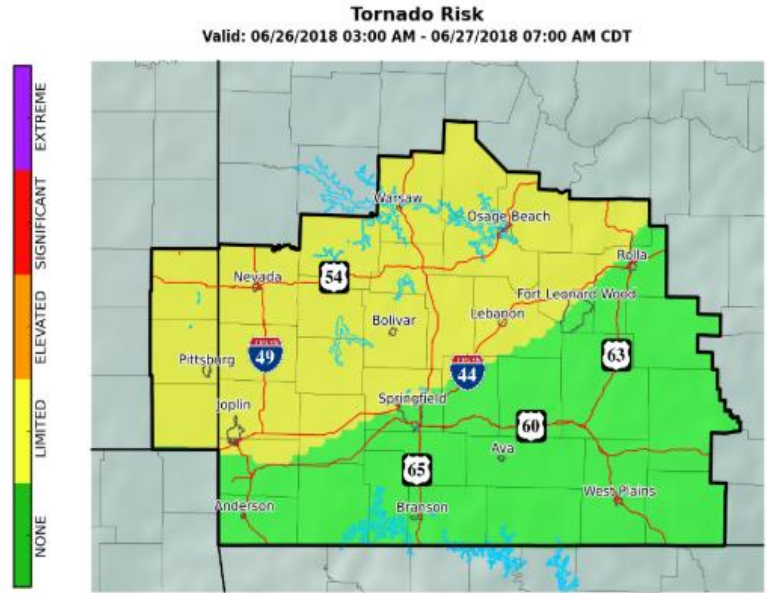 Tornado Risk
Valid: 06/26/2018 03:00 AM - 06/27/2018 07:00 AM CDT
EXTREME
SIGNIFICANT
ELEVATED
LIMITED
NONE
Warsaw
Osage Beach
Rolla
Nevada
54
Fort Leonard Wood
Lebanon
Bolivar
Pittsburg
49
63
44
Joplin
Springfield
60
65
Ava
Anderson
Branson
West Plains